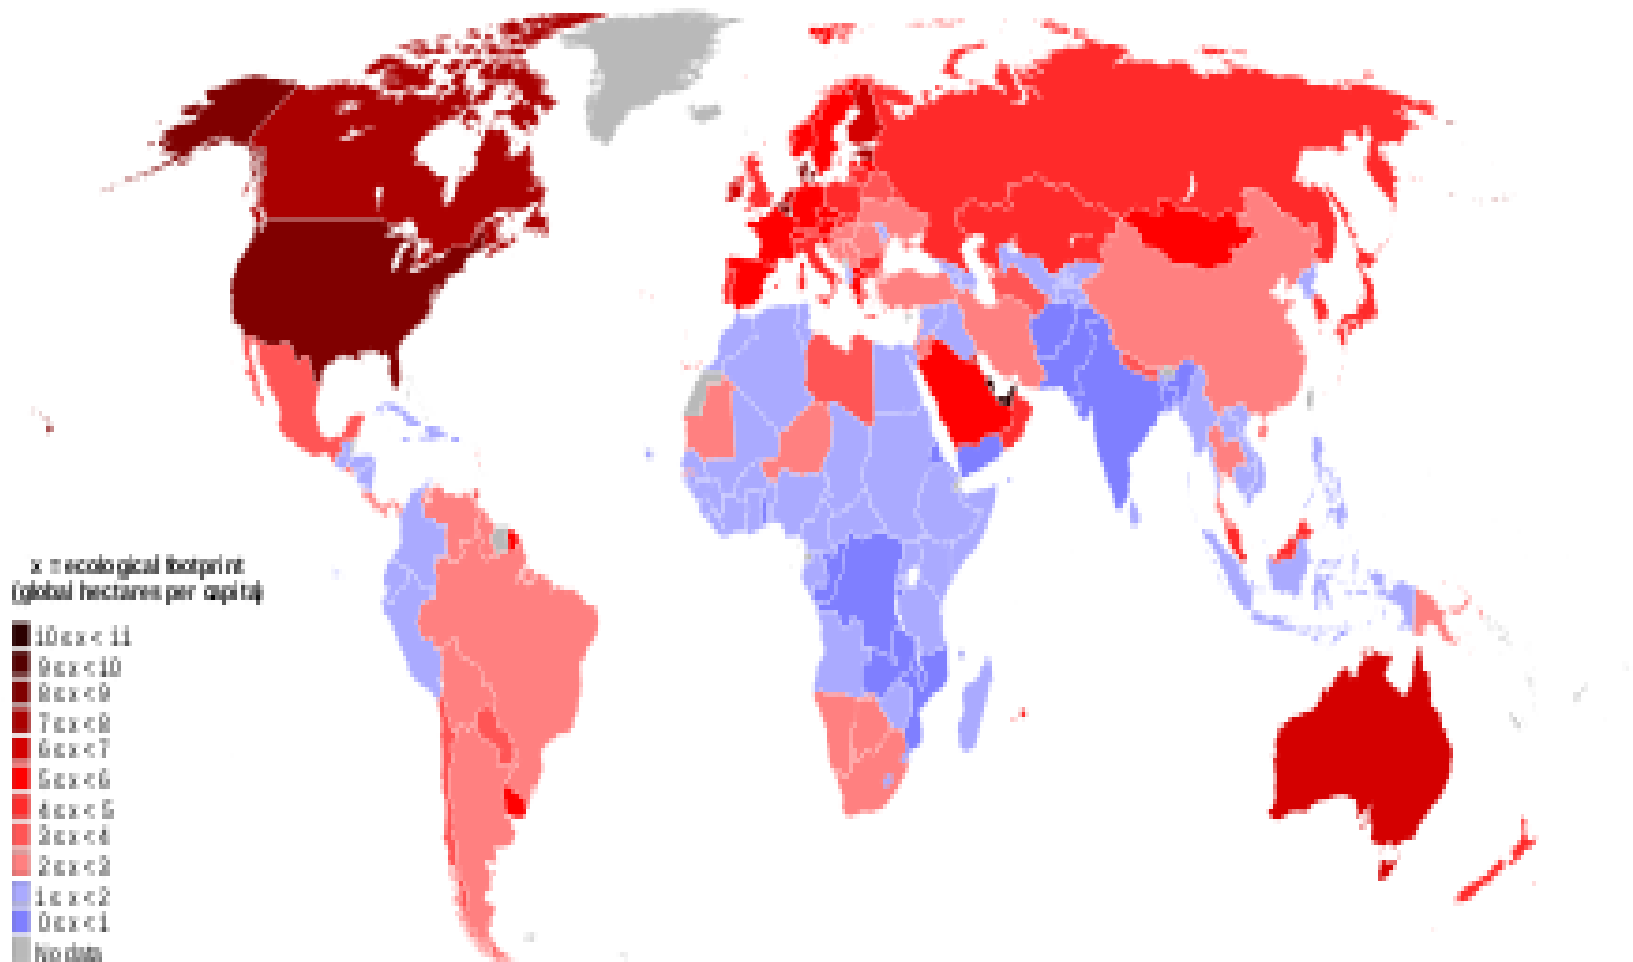 x = ecological footprint
(global hectares per capita)
10 ≤ x < 11
9 ≤ x < 10
8 ≤ x < 9
7 ≤ x < 8
6 ≤ x < 7
5 ≤ x < 6
4 ≤ x < 5
3 ≤ x < 4
2 ≤ x < 3
1 ≤ x < 2
0 ≤ x < 1
No data